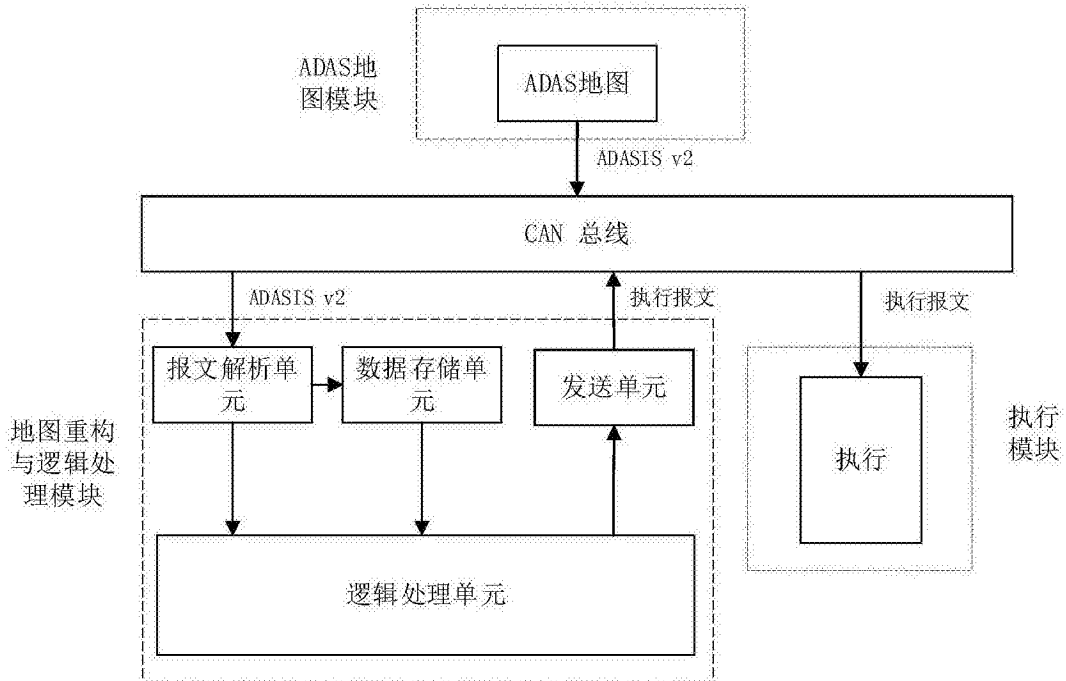 ADAS地
图模块
ADAS地图
ADASIS v2
CAN 总线
ADASIS v2
执行报文
执行报文
报文解析单
元
数据存储单
元
发送单元
地图重构
与逻辑处
理模块
执行
执行
模块
逻辑处理单元